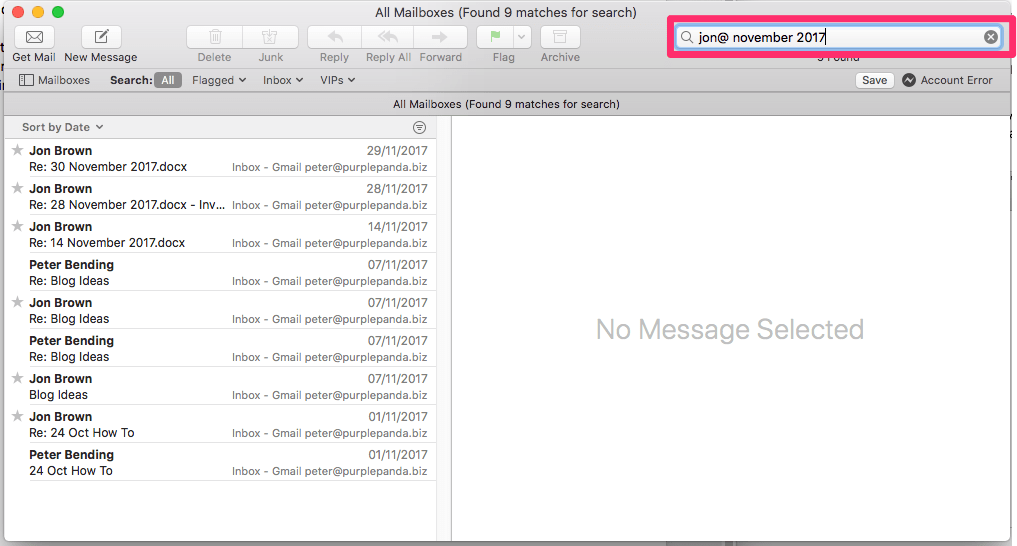 All Mailboxes (Found 9 matches for search)
jon@ november 2017
Get Mail New Message Delete Junk Reply Reply All Forward Flag Archive
9 Found
Mailboxes Search: All Flagged Inbox VIPs Save Account Error
All Mailboxes (Found 9 matches for search)
Sort by Date
Jon Brown 29/11/2017
Re: 30 November 2017.docx Inbox - Gmail peter@purplepanda.biz
Jon Brown 28/11/2017
Re: 28 November 2017.docx - Inv... Inbox - Gmail peter@purplepanda.biz
Jon Brown 14/11/2017
Re: 14 November 2017.docx Inbox - Gmail peter@purplepanda.biz
Peter Bending 07/11/2017
Re: Blog Ideas Inbox - Gmail peter@purplepanda.biz
Jon Brown 07/11/2017
Re: Blog Ideas Inbox - Gmail peter@purplepanda.biz
Peter Bending 07/11/2017
Re: Blog Ideas Inbox - Gmail peter@purplepanda.biz
Jon Brown 07/11/2017
Blog Ideas Inbox - Gmail peter@purplepanda.biz
Jon Brown 01/11/2017
Re: 24 Oct How To Inbox - Gmail peter@purplepanda.biz
Peter Bending 01/11/2017
24 Oct How To Inbox - Gmail peter@purplepanda.biz
No Message Selected